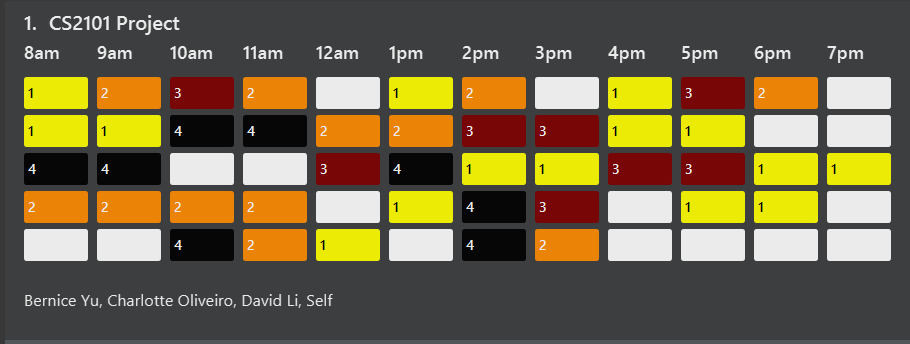 1. CS2101 Project
8am 9am 10am 11am 12am 1pm 2pm 3pm 4pm 5pm 6pm 7pm
1 2 3 2 1 2 1 3 2
1 1 4 4 2 2 3 3 1 1
4 4 3 4 1 1 3 3 1 1
2 2 2 2 1 4 3 1 1
4 2 1 4 2
Bernice Yu, Charlotte Oliveiro, David Li, Self